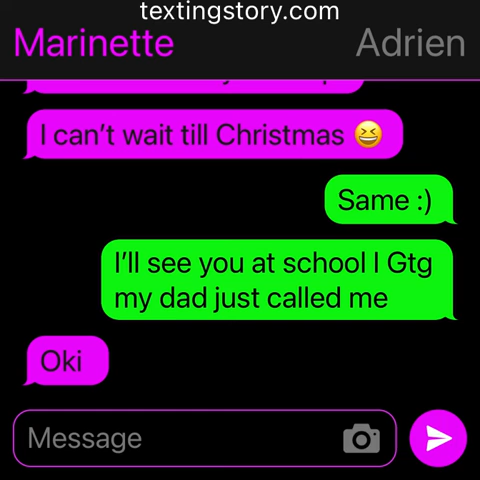 textingstory.com
Marinette
Adrien
I can’t wait till Christmas 😆
Same :)
I’ll see you at school I Gtg
my dad just called me
Oki
Message